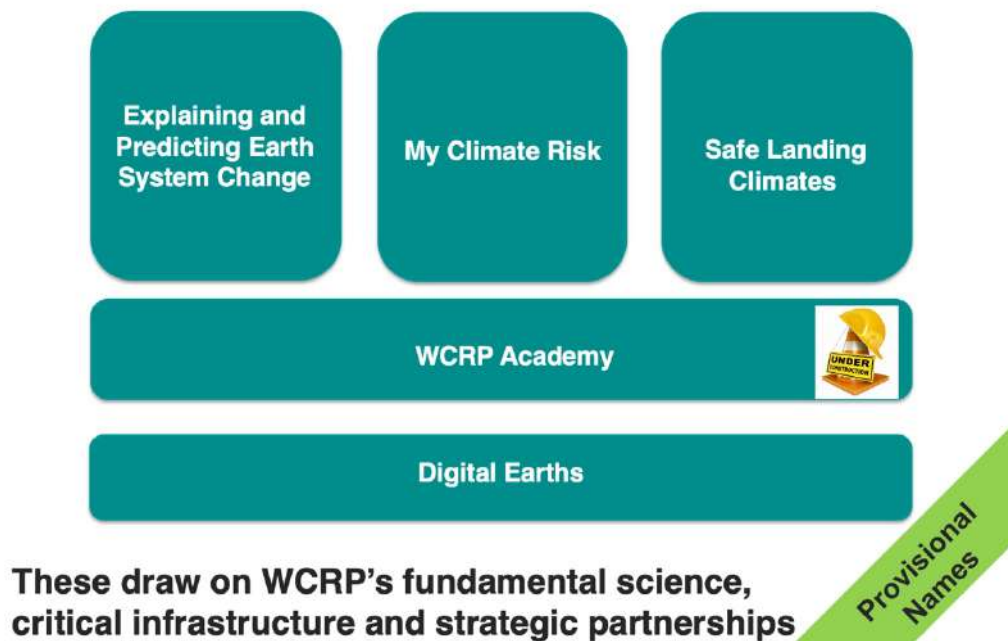 Explaining and
Predicting Earth
System Change
My Climate Risk
Safe Landing
Climates
WCRP Academy
UNDER
CONSTRUCTION
Digital Earths
Provisional
Names
These draw on WCRP's fundamental science,
critical infrastructure and strategic partnerships